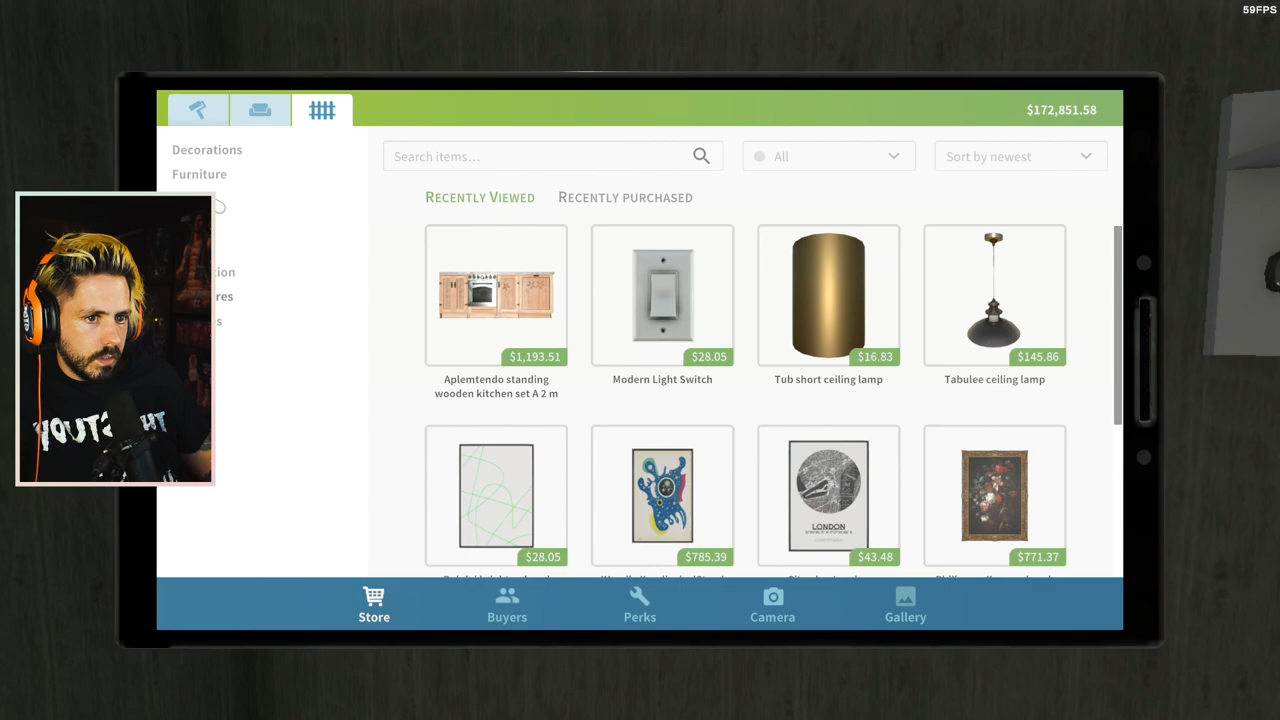 59FPS
$172,851.58
Decorations
Furniture
Search items...
All
Sort by newest
RECENTLY VIEWED
RECENTLY PURCHASED
$1,193.51
$28.05
$16.83
$145.86
Aplemtendo standing
wooden kitchen set A 2 m
Modern Light Switch
Tub short ceiling lamp
Tabulee ceiling lamp
LONDON
$28.05
$785.39
$43.48
$771.37
Store
Buyers
Perks
Camera
Gallery